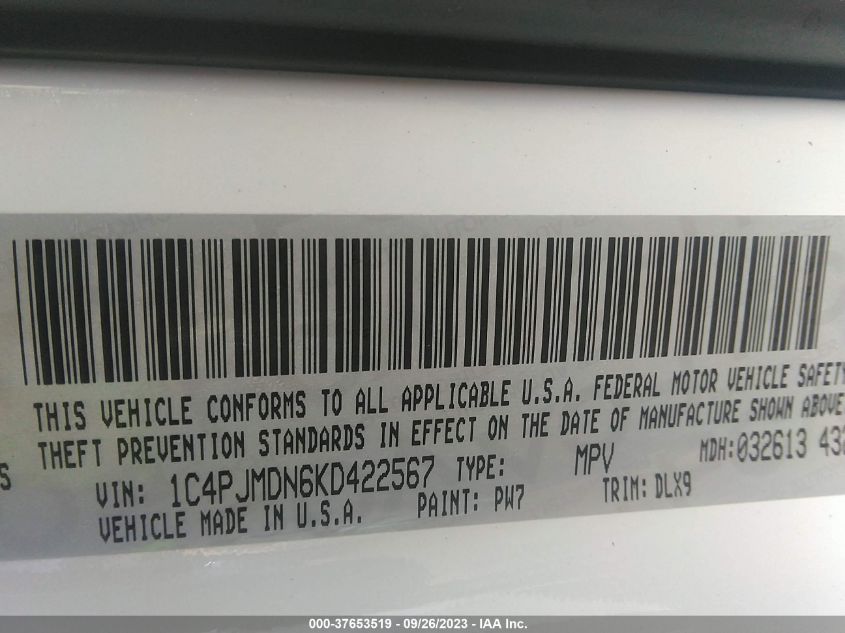 THIS VEHICLE CONFORMS TO ALL APPLICABLE U.S.A. FEDERAL MOTOR VEHICLE SAFETY
THEFT PREVENTION STANDARDS IN EFFECT ON THE DATE OF MANUFACTURE SHOWN ABOVE
VIN: 1C4PJMDN6KD422567 TYPE: MPV MDH:032613 432
VEHICLE MADE IN U.S.A. PAINT: PW7 TRIM: DLX9
000-37653519 - 09/26/2023 - IAA Inc.